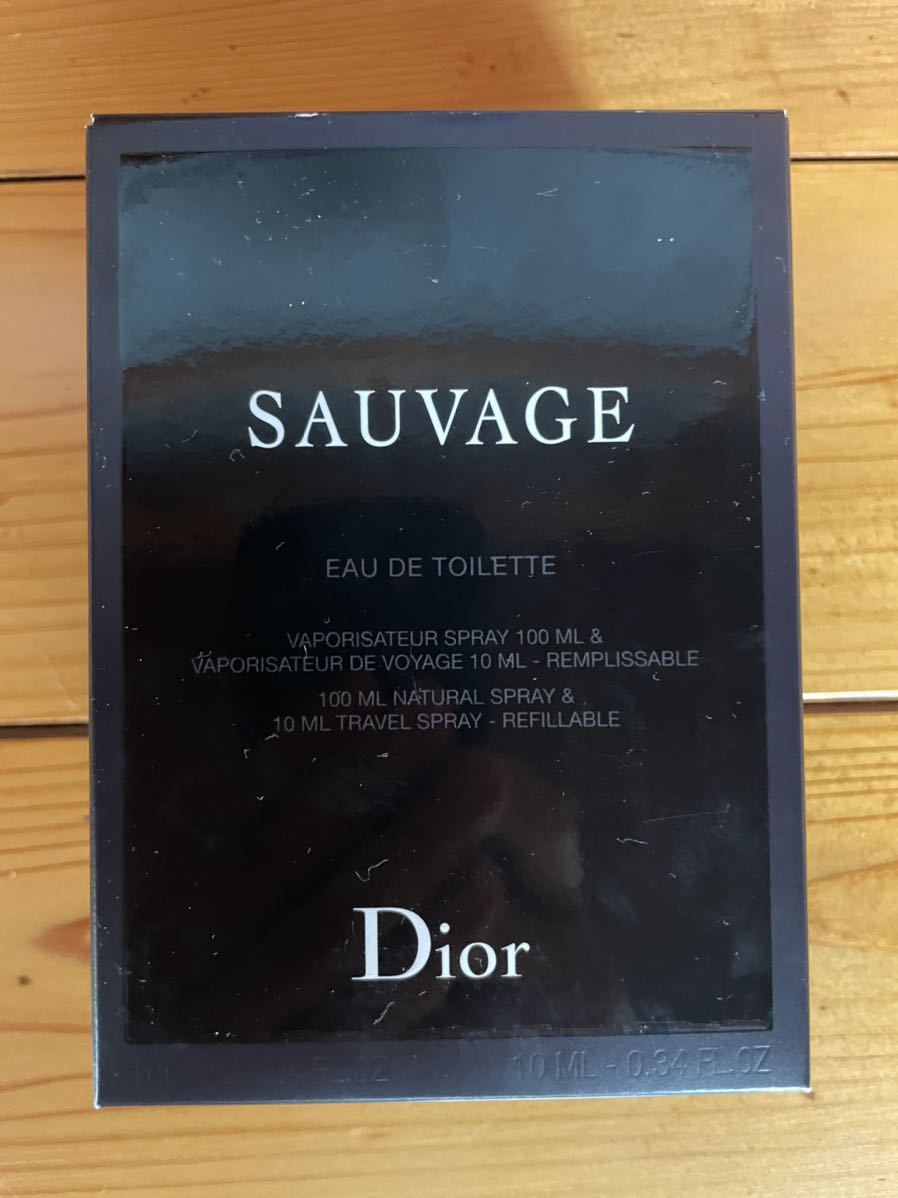 SAUVAGE
EAU DE TOILETTE
VAPORISATEUR SPRAY 100 ML &
VAPORISATEUR DE VOYAGE 10 ML - REMPLISSABLE
100 ML NATURAL SPRAY &
10 ML TRAVEL SPRAY - REFILLABLE
Dior
10 ML - 0.34 FL.OZ